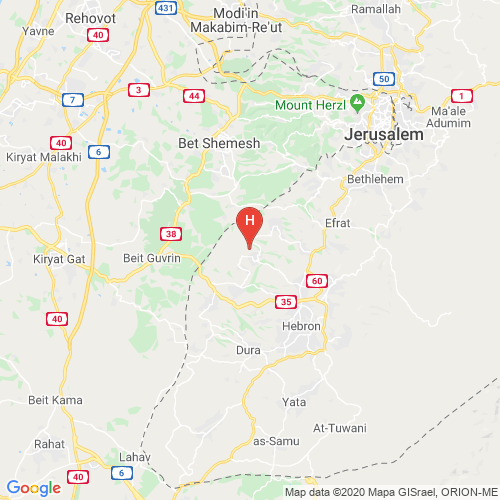 Rehovot
431
Modi'in
Makabim-Re'ut
Ramallah
Yavne
40
50
3
44
7
1
Mount Herzl
Ma'ale
Adumim
Jerusalem
40
6
Bet Shemesh
Kiryat Malakhi
Bethlehem
H
Efrat
38
Kiryat Gat
Beit Guvrin
60
35
40
Hebron
Dura
Beit Kama
Yata
At-Tuwani
Rahat
as-Samu
Lahav
40
6
Google
Map data ©2020 Mapa GISrael, ORION-ME